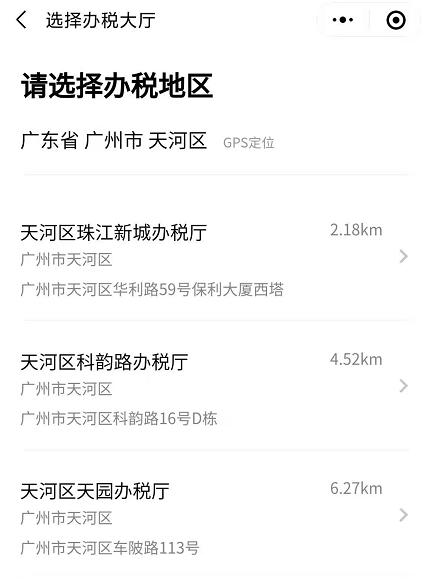 选择办税大厅
请选择办税地区
广东省 广州市 天河区 GPS定位
天河区珠江新城办税厅 2.18km
广州市天河区
广州市天河区华利路59号保利大厦西塔
天河区科韵路办税厅 4.52km
广州市天河区
广州市天河区科韵路16号D栋
天河区天园办税厅 6.27km
广州市天河区
广州市天河区车陂路113号